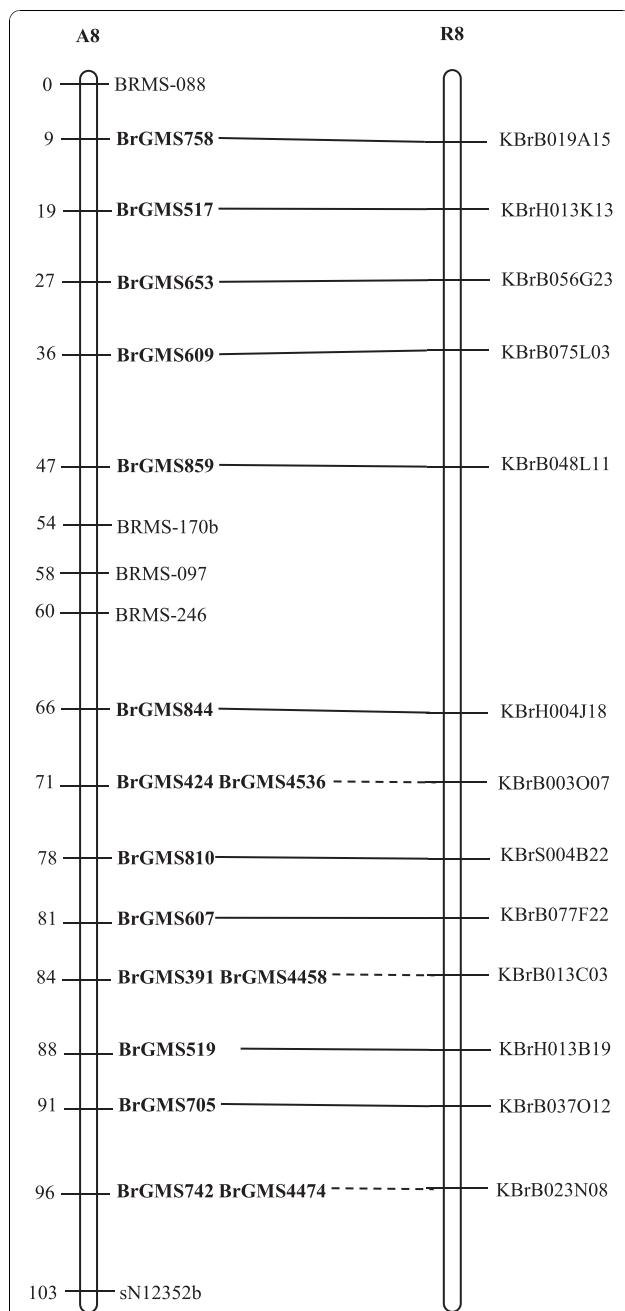 A8 R8
0 BRMS-088
9 BrGMS758 KBrB019A15
19 BrGMS517 KBrH013K13
27 BrGMS653 KBrB056G23
36 BrGMS609 KBrB075L03
47 BrGMS859 KBrB048L11
54 BRMS-170b
58 BRMS-097
60 BRMS-246
66 BrGMS844 KBrH004J18
71 BrGMS424 BrGMS4536 KBrB003O07
78 BrGMS810 KBrS004B22
81 BrGMS607 KBrB077F22
84 BrGMS391 BrGMS4458 KBrB013C03
88 BrGMS519 KBrH013B19
91 BrGMS705 KBrB037O12
96 BrGMS742 BrGMS4474 KBrB023N08
103 sN12352b